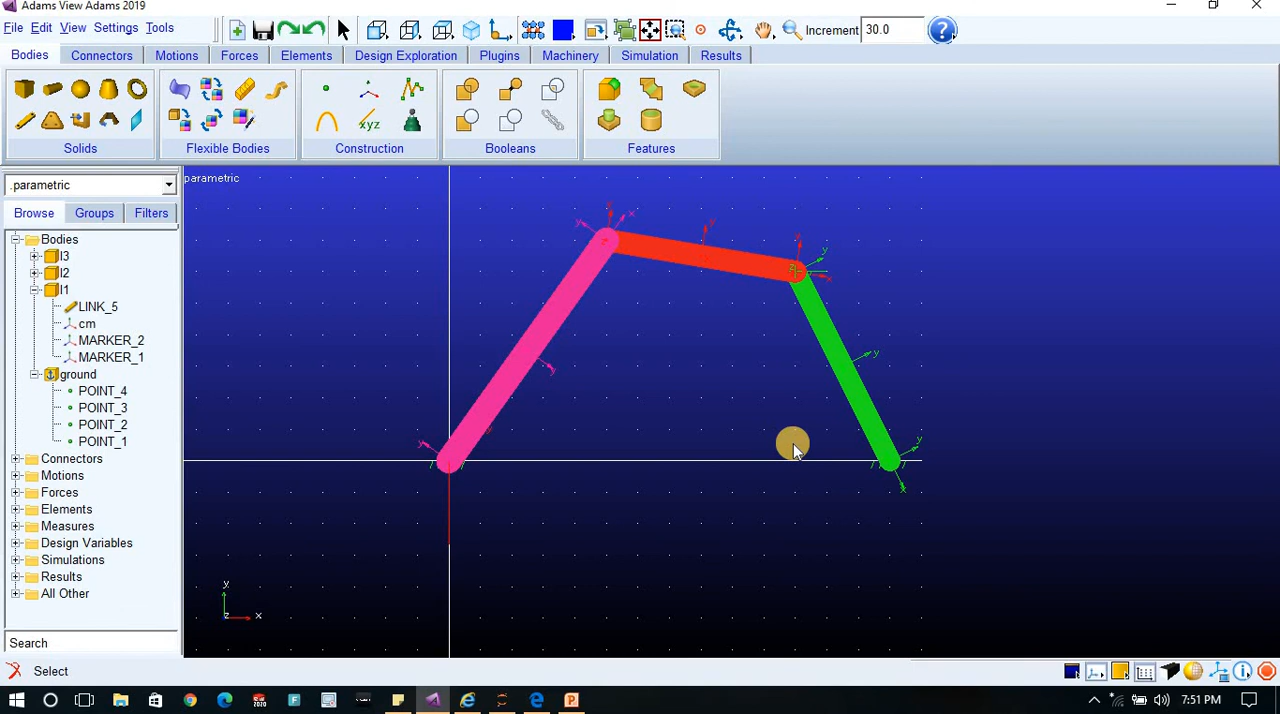 Adams View Adams 2019
File Edit View Settings Tools
Increment 30.0
Bodies Connectors Motions Forces Elements Design Exploration Plugins Machinery Simulation Results
xyz
Solids Flexible Bodies Construction Booleans Features
.parametric
parametric
Browse Groups Filters
Bodies
l3
l2
l1
LINK_5
cm
MARKER_2
MARKER_1
ground
POINT_4
POINT_3
POINT_2
POINT_1
Connectors
Motions
Forces
Elements
Measures
Design Variables
Simulations
Results
All Other
Search
Select
7:51 PM